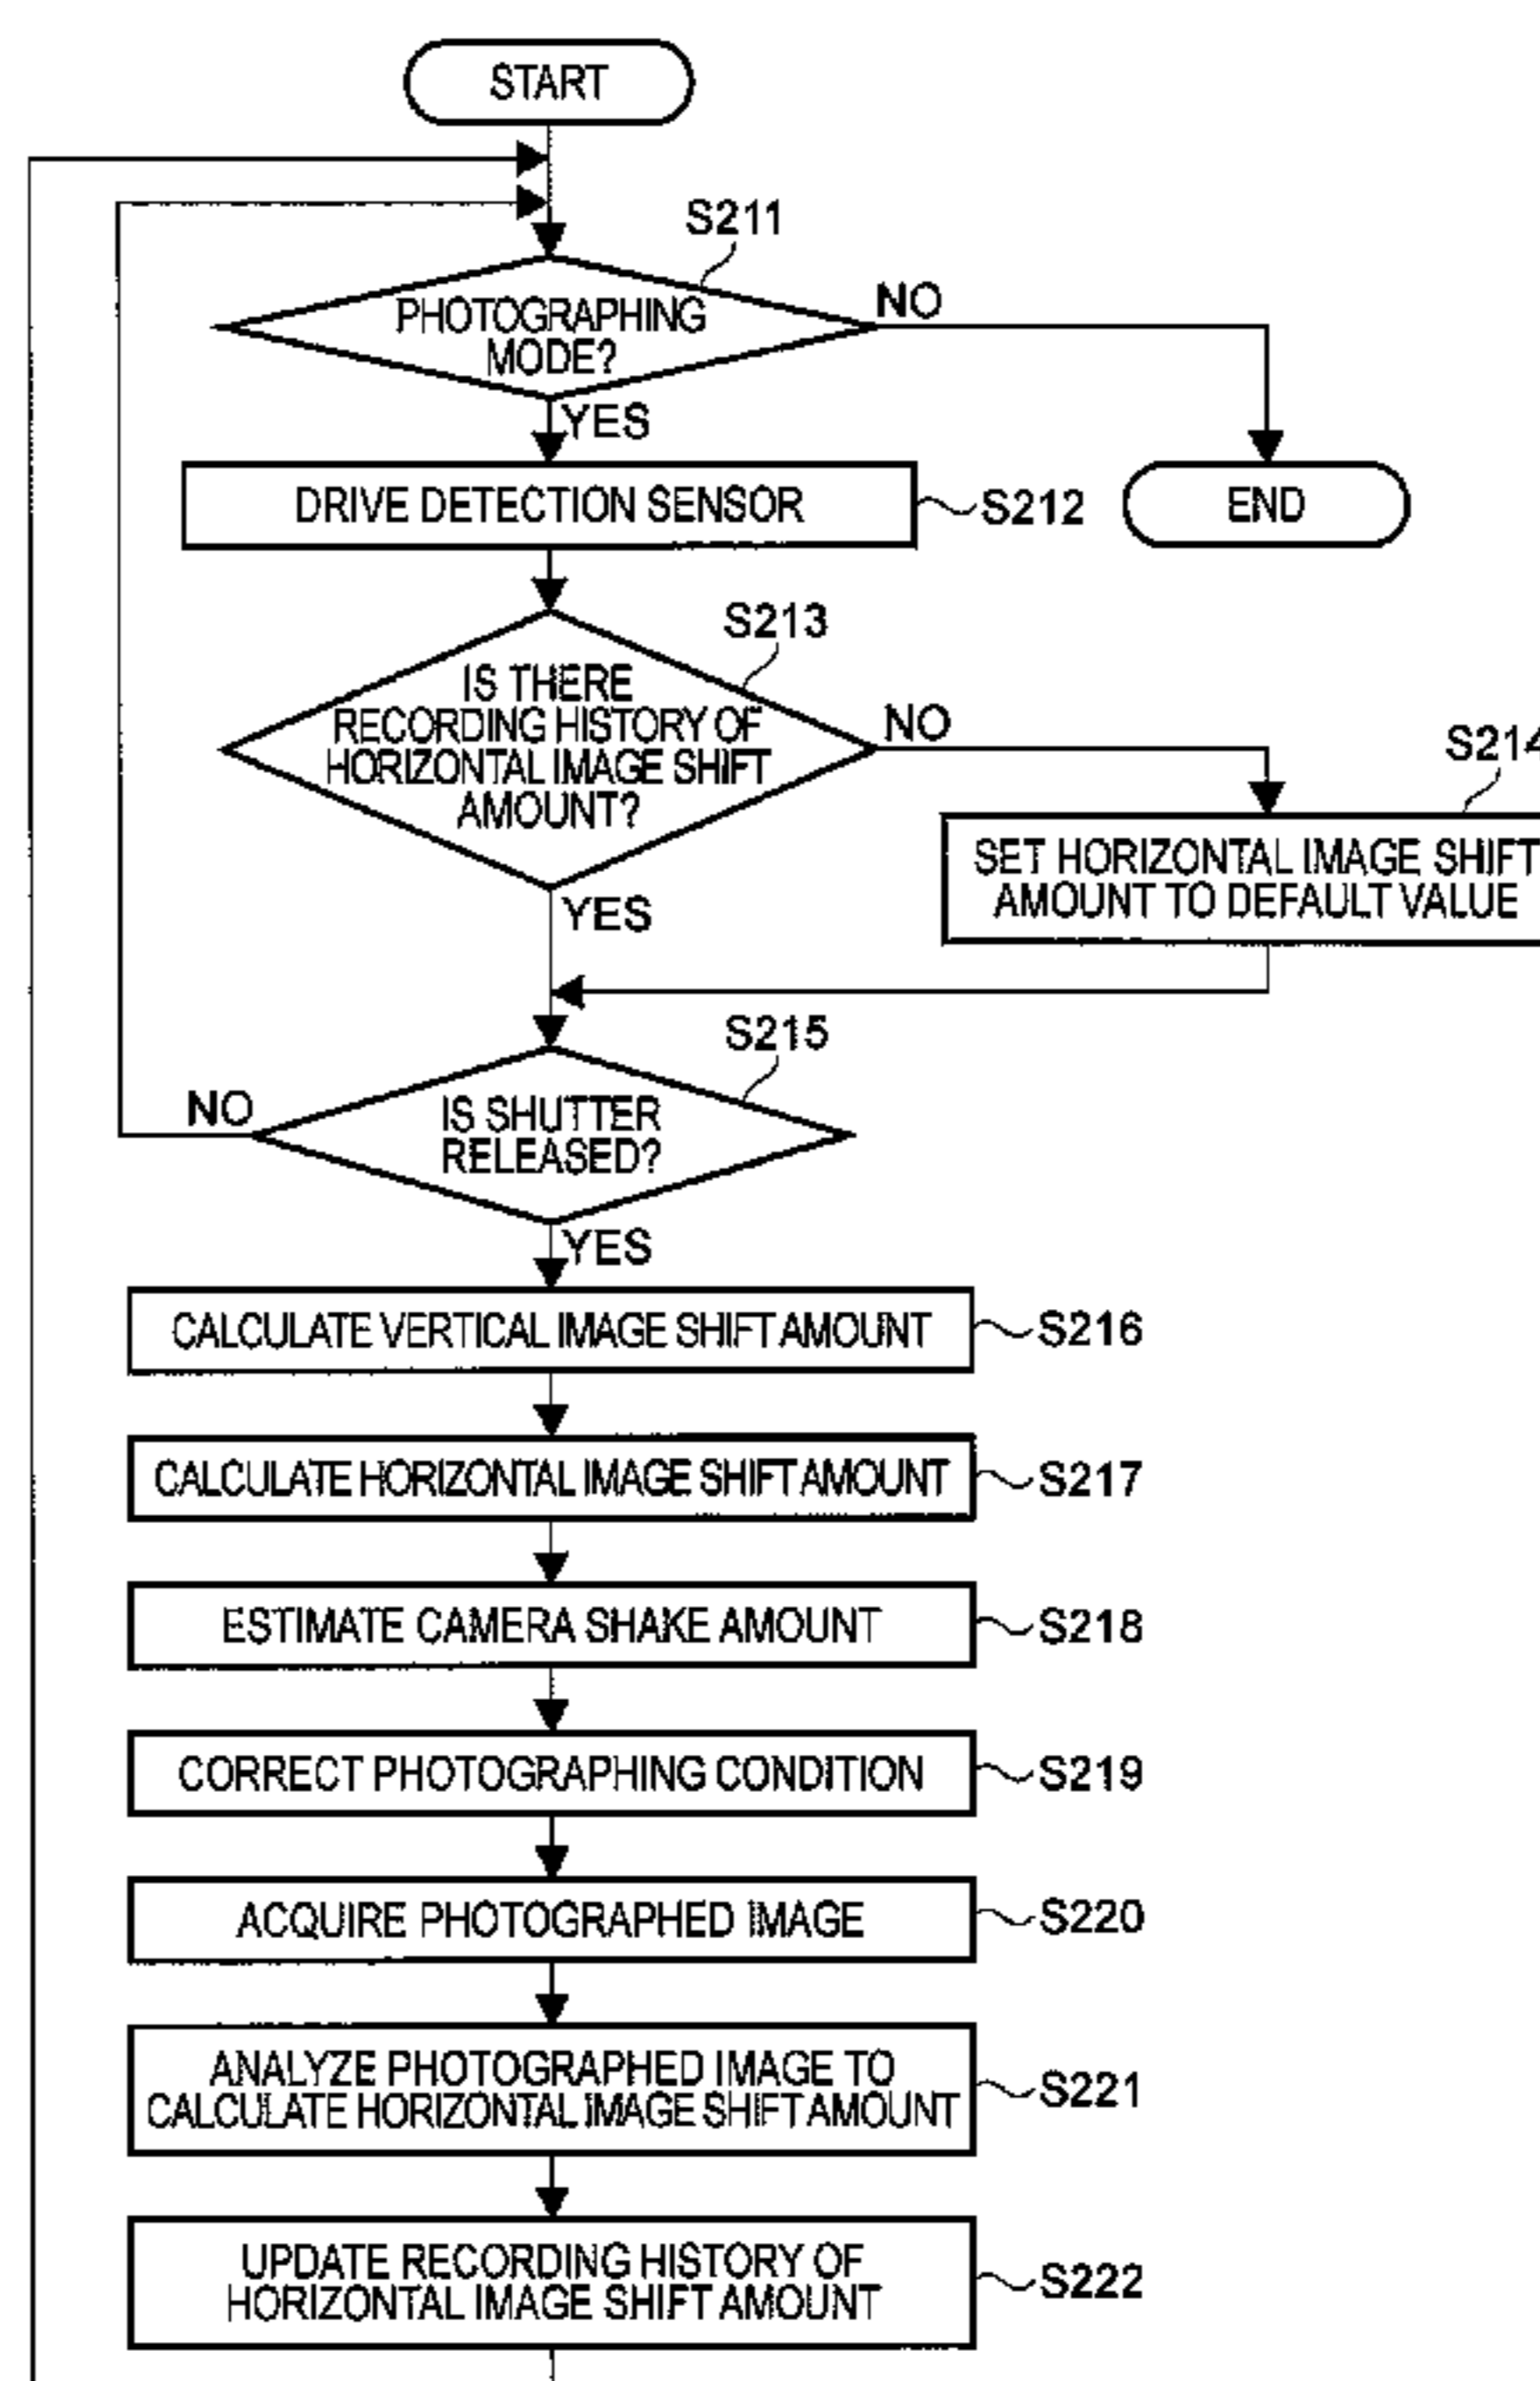 START
S211
PHOTOGRAPHING
MODE?
NO
YES
DRIVE DETECTION SENSOR
S212
END
S213
IS THERE
RECORDING HISTORY OF
HORIZONTAL IMAGE SHIFT
AMOUNT?
NO
S214
SET HORIZONTAL IMAGE SHIFT
AMOUNT TO DEFAULT VALUE
YES
S215
NO
IS SHUTTER
RELEASED?
YES
CALCULATE VERTICAL IMAGE SHIFT AMOUNT
S216
CALCULATE HORIZONTAL IMAGE SHIFT AMOUNT
S217
ESTIMATE CAMERA SHAKE AMOUNT
S218
CORRECT PHOTOGRAPHING CONDITION
S219
ACQUIRE PHOTOGRAPHED IMAGE
S220
ANALYZE PHOTOGRAPHED IMAGE TO
CALCULATE HORIZONTAL IMAGE SHIFT AMOUNT
S221
UPDATE RECORDING HISTORY OF
HORIZONTAL IMAGE SHIFT AMOUNT
S222